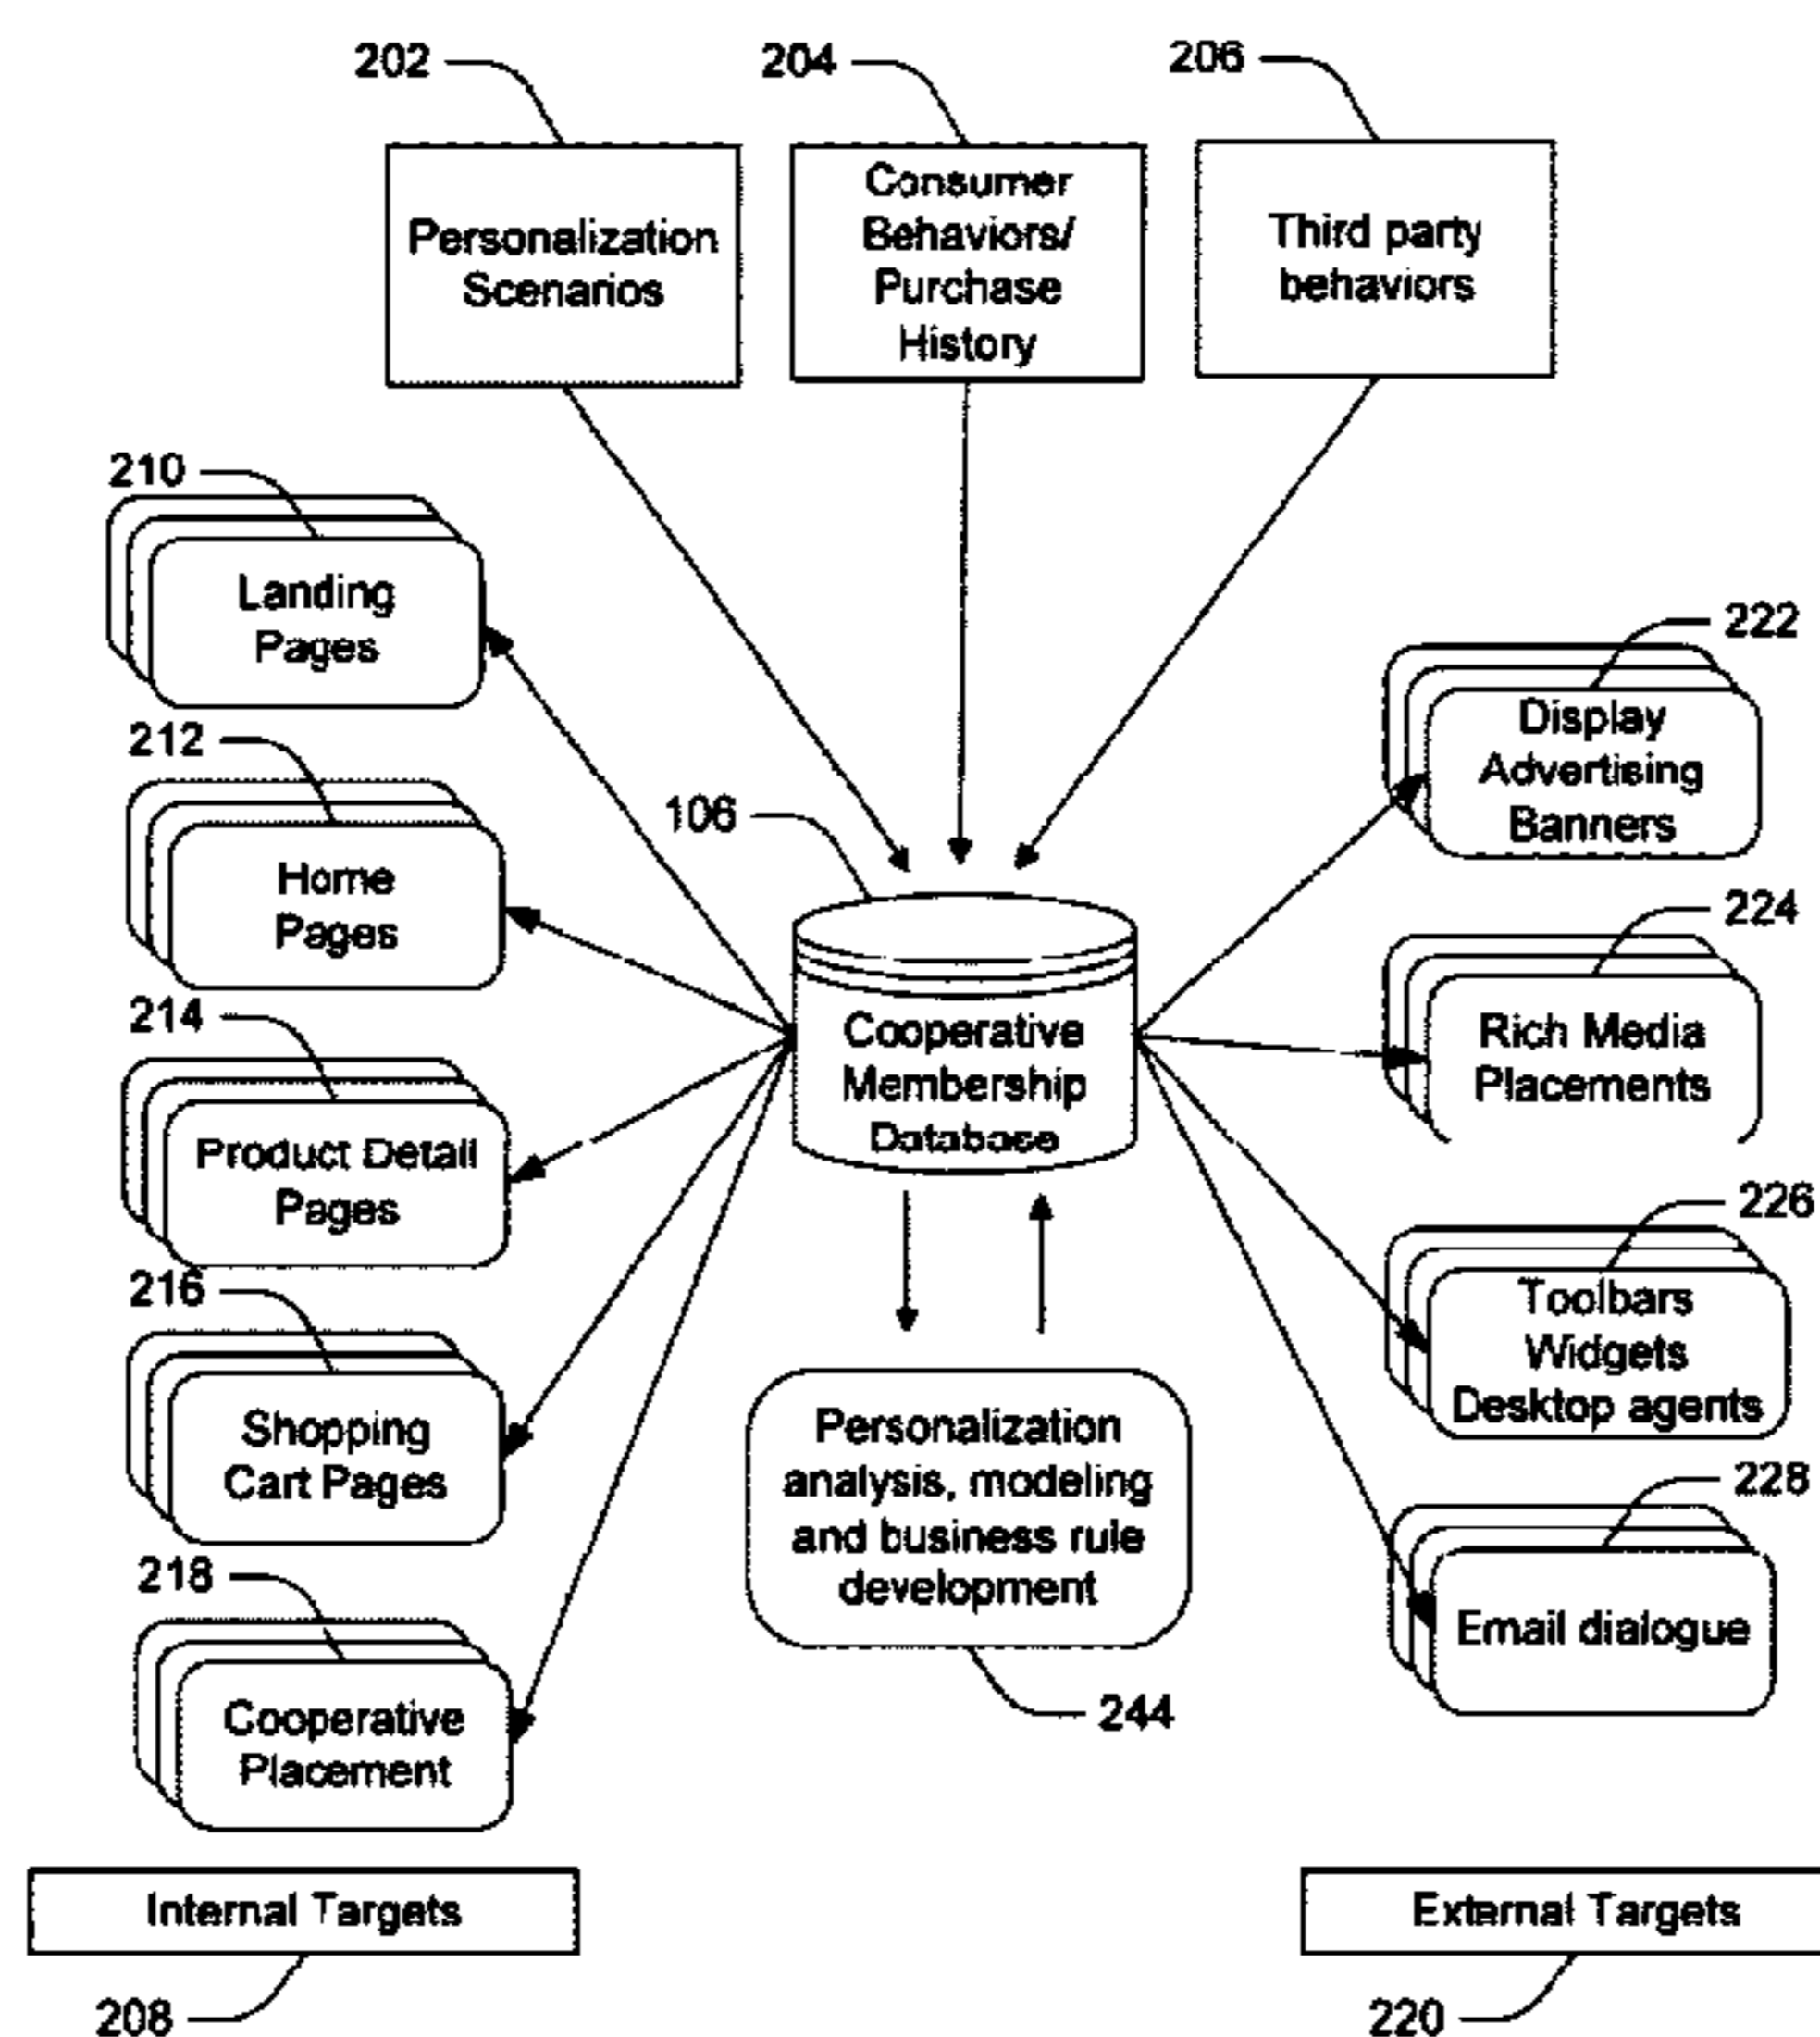 202
204
206
Personalization
Scenarios
Consumer
Behaviors/
Purchase
History
Third party
behaviors
210
Landing
Pages
212
Home
Pages
214
Product Detail
Pages
216
Shopping
Cart Pages
218
Cooperative
Placement
106
Cooperative
Membership
Database
Personalization
analysis, modeling
and business rule
development
244
222
Display
Advertising
Banners
224
Rich Media
Placements
226
Toolbars
Widgets
Desktop agents
228
Email dialogue
Internal Targets
208
External Targets
220